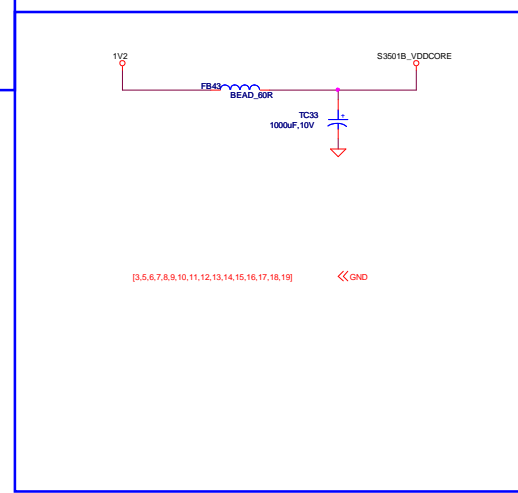 1V2
S3501B_VDDCORE
FB43
BEAD_60R
TC33
1000uF,10V
+
[3,5,6,7,8,9,10,11,12,13,14,15,16,17,18,19]
GND